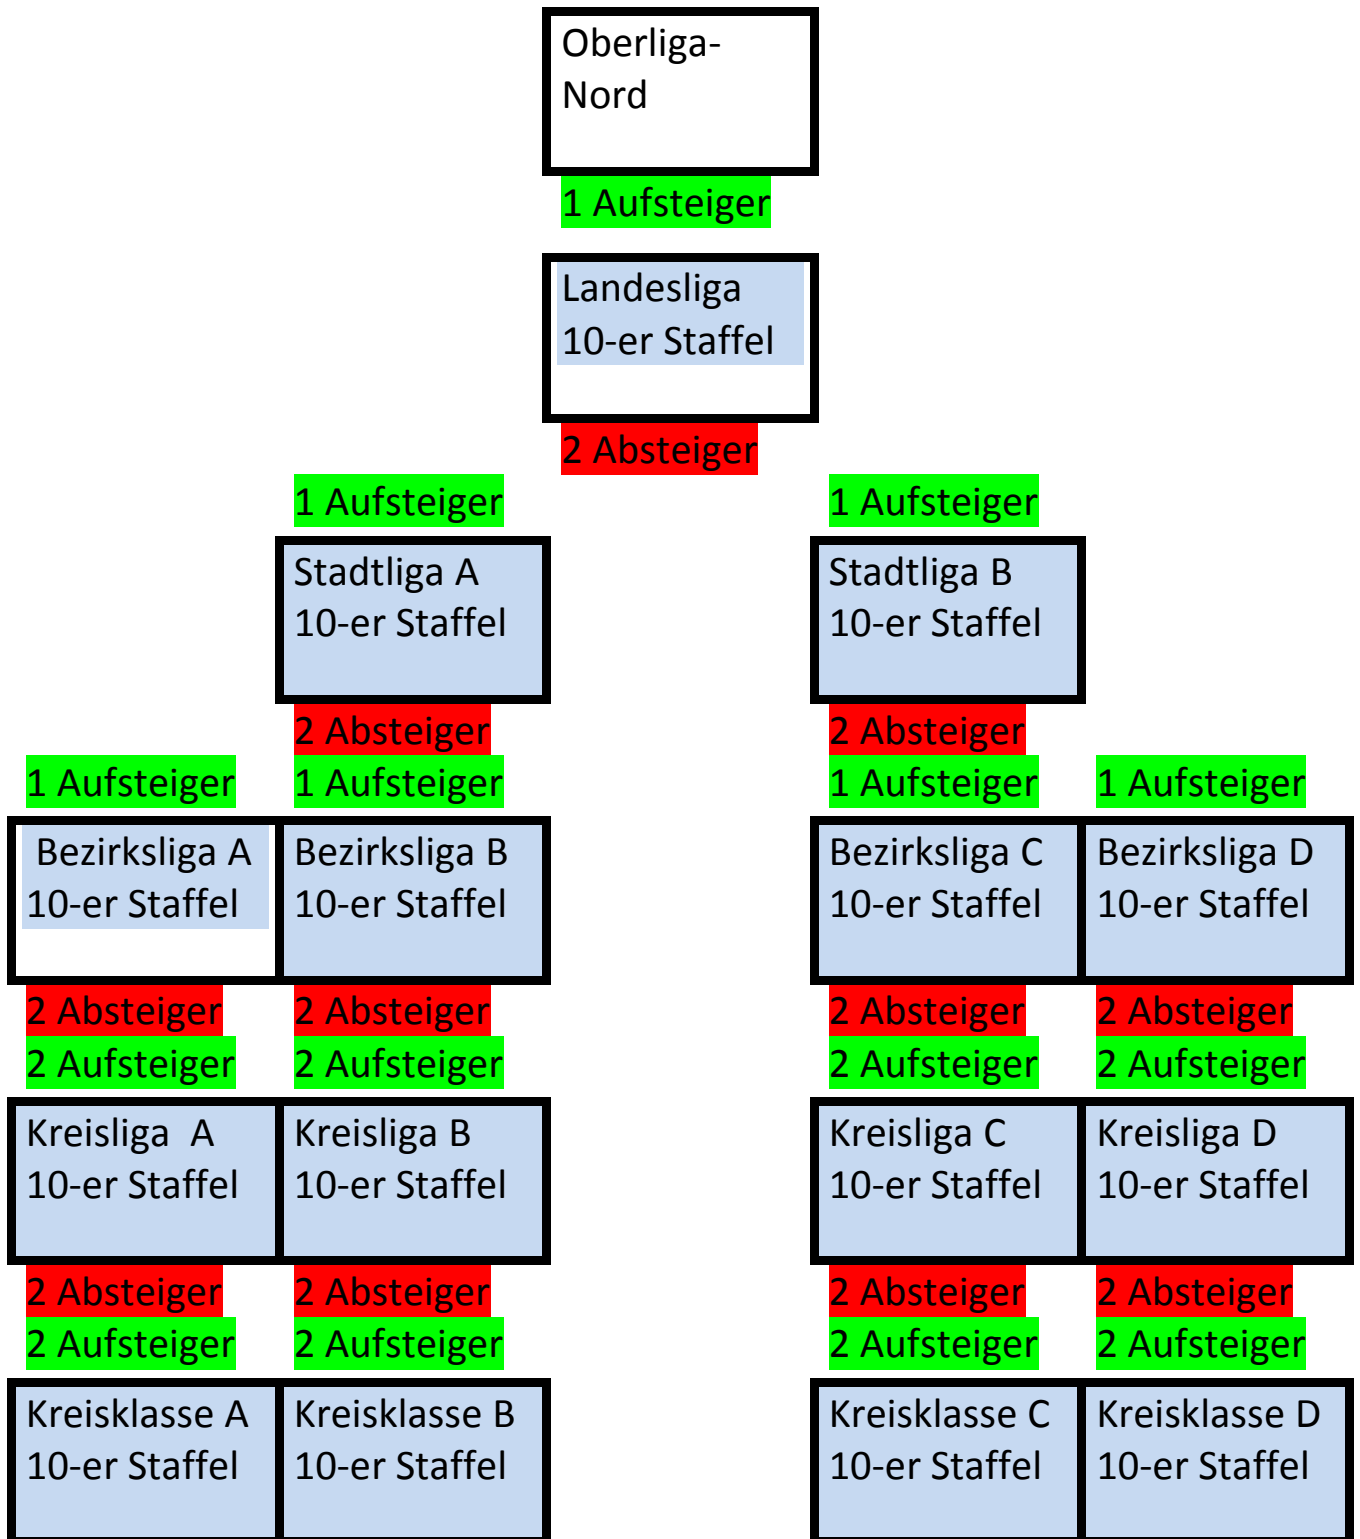 Oberliga-
Nord
1 Aufsteiger
Landesliga
10-er Staffel
2 Absteiger
1 Aufsteiger 1 Aufsteiger
Stadtliga A Stadtliga B
10-er Staffel 10-er Staffel
2 Absteiger 2 Absteiger
1 Aufsteiger 1 Aufsteiger 1 Aufsteiger 1 Aufsteiger
Bezirksliga A Bezirksliga B Bezirksliga C Bezirksliga D
10-er Staffel 10-er Staffel 10-er Staffel 10-er Staffel
2 Absteiger 2 Absteiger 2 Absteiger 2 Absteiger
2 Aufsteiger 2 Aufsteiger 2 Aufsteiger 2 Aufsteiger
Kreisliga A Kreisliga B Kreisliga C Kreisliga D
10-er Staffel 10-er Staffel 10-er Staffel 10-er Staffel
2 Absteiger 2 Absteiger 2 Absteiger 2 Absteiger
2 Aufsteiger 2 Aufsteiger 2 Aufsteiger 2 Aufsteiger
Kreisklasse A Kreisklasse B Kreisklasse C Kreisklasse D
10-er Staffel 10-er Staffel 10-er Staffel 10-er Staffel